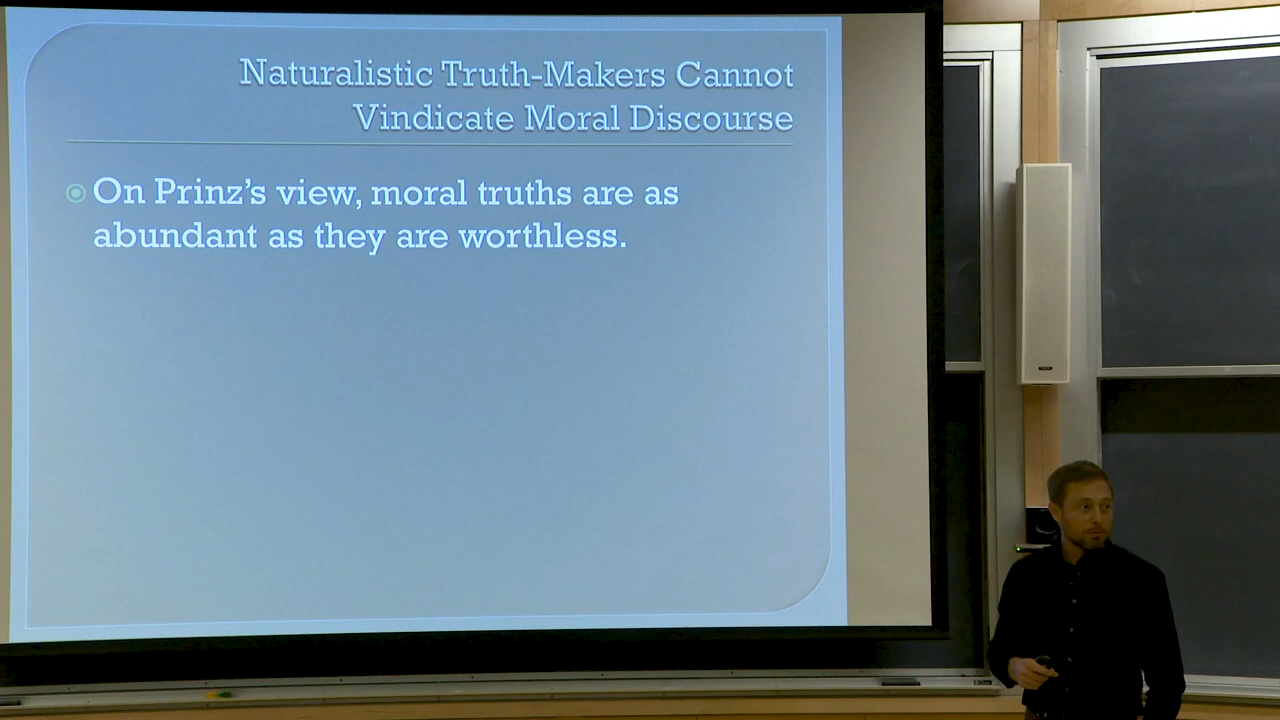 Naturalistic Truth-Makers Cannot
Vindicate Moral Discourse
On Prinz's view, moral truths are as
abundant as they are worthless.